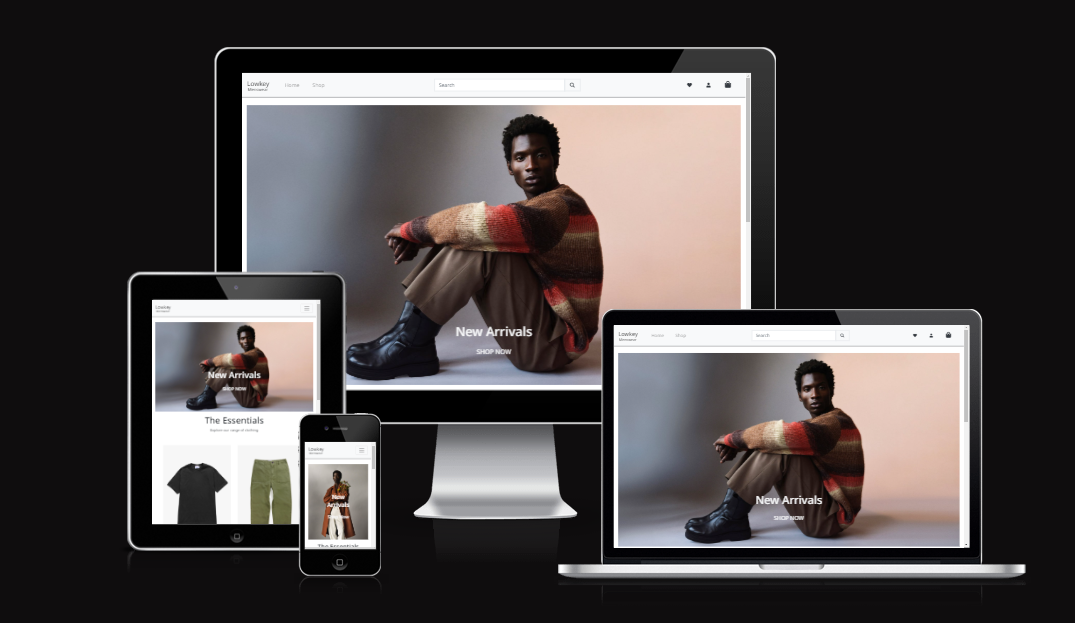 Lowkey
Menswear
Home
Shop
Search
New Arrivals
SHOP NOW
Lowkey
Menswear
New Arrivals
SHOP NOW
The Essentials
Explore our range of clothing
Lowkey
Menswear
New
Arrivals
The Essentials
Lowkey
Menswear
Home
Shop
Search
New Arrivals
SHOP NOW